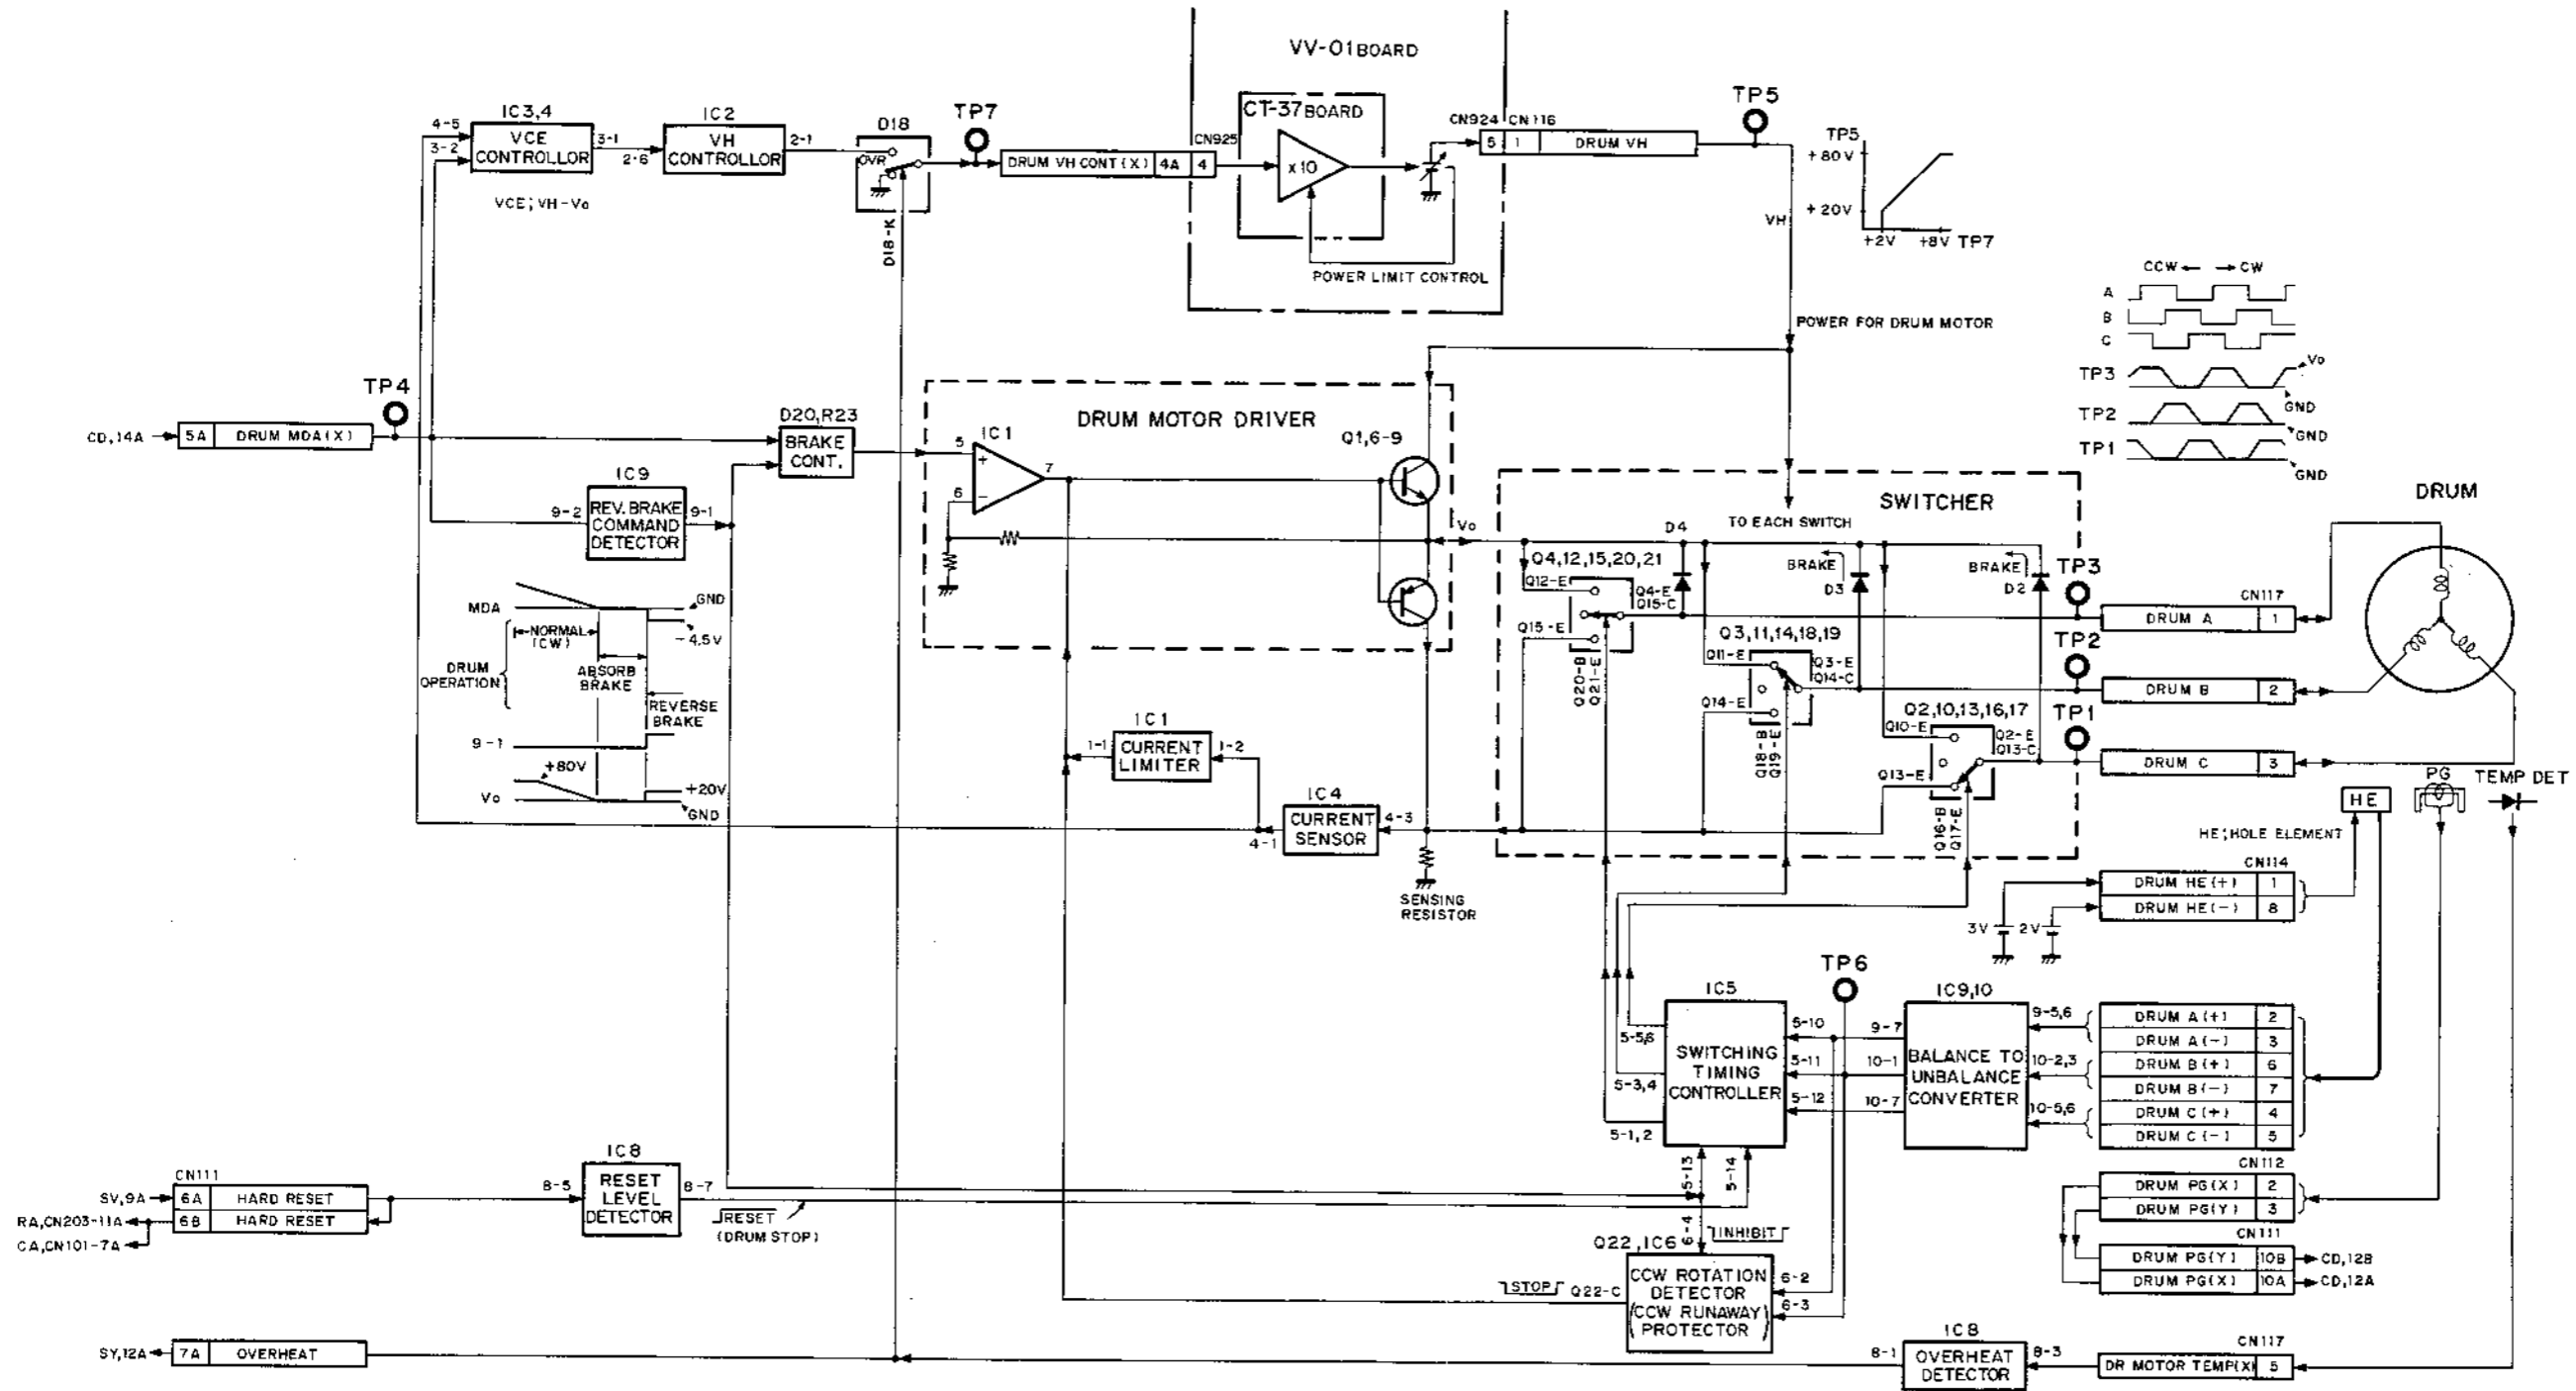 VV-01 BOARD
CT-37 BOARD
IC3,4
4-5
3-2
VCE
CONTROLLOR
3-1
2-6
IC2
VH
CONTROLLOR
2-1
VCE;VH-Vo
D18
OVR
D18-K
TP7
DRUM VH CONT(X) 4A 4
CN925
x10
POWER LIMIT CONTROL
CN924 CN116
5 1 DRUM VH
TP5
VH
TP5
+80V
+20V
+2V +8V TP7
POWER FOR DRUM MOTOR
CCW CW
A
B
C
TP3
Vo
GND
TP2
GND
TP1
GND
CD,14A
5A DRUM MDA(X)
TP4
D20,R23
BRAKE
CONT.
IC9
9-2
REV.BRAKE
COMMAND
DETECTOR
9-1
MDA
GND
-4.5V
NORMAL
(CW)
DRUM
OPERATION
ABSORB
BRAKE
REVERSE
BRAKE
9-1
+80V
Vo
+20V
GND
DRUM MOTOR DRIVER
IC1
5
+
6
−
7
Q1,6-9
Vo
IC1
1-1
CURRENT
LIMITER
1-2
IC4
4-1
CURRENT
SENSOR
4-3
SENSING
RESISTOR
SWITCHER
TO EACH SWITCH
D4
Q4,12,15,20,21
Q12-E
Q4-E
Q15-C
Q15-E
Q20-B
Q21-E
BRAKE
D3
Q3,11,14,18,19
Q11-E
Q3-E
Q14-C
Q14-E
Q18-B
Q19-E
BRAKE
D2
Q2,10,13,16,17
Q10-E
Q2-E
Q13-C
Q13-E
Q16-B
Q17-E
TP3
TP2
TP1
DRUM
CN117
DRUM A 1
DRUM B 2
DRUM C 3
HE
PG
TEMP DET
HE;HOLE ELEMENT
CN114
DRUM HE(+) 1
DRUM HE(−) 8
3V
2V
TP6
IC5
SWITCHING
TIMING
CONTROLLER
5-5,6
5-3,4
5-1,2
5-10
5-11
5-12
5-13
5-14
IC9,10
BALANCE TO
UNBALANCE
CONVERTER
9-7
10-1
10-7
9-5,6
10-2,3
10-5,6
DRUM A(+) 2
DRUM A(−) 3
DRUM B(+) 6
DRUM B(−) 7
DRUM C(+) 4
DRUM C(−) 5
CN112
DRUM PG(X) 2
DRUM PG(Y) 3
CN111
DRUM PG(Y) 10B CD,12B
DRUM PG(X) 10A CD,12A
CN111
SV,9A 6A HARD RESET
RA,CN203-11A 6B HARD RESET
CA,CN101-7A
IC8
8-5
RESET
LEVEL
DETECTOR
8-7
RESET
(DRUM STOP)
6-4
INHIBIT
Q22,IC6
CCW ROTATION
DETECTOR
(CCW RUNAWAY
PROTECTOR)
6-2
6-3
STOP
Q22-C
SY,12A 7A OVERHEAT
IC8
8-1
OVERHEAT
DETECTOR
8-3
CN117
DR MOTOR TEMP(X) 5